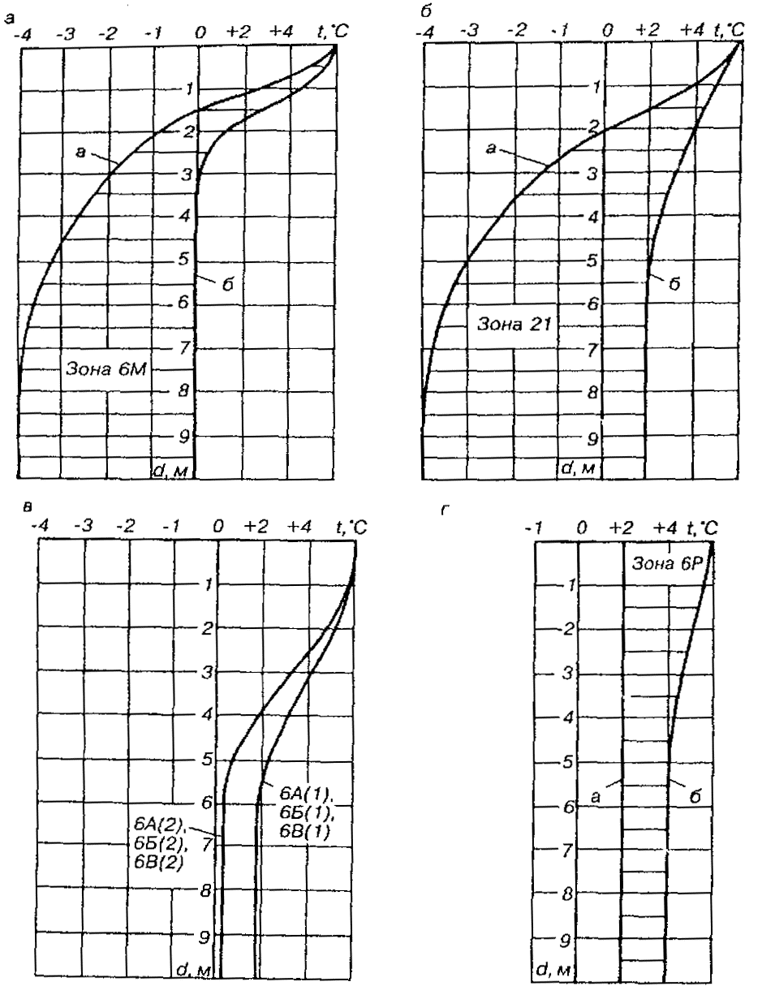 а
-4 -3 -2 -1 0 +2 +4 t,°C
1
2
а
3
4
5
б
6
7
Зона 6М
8
9
d, м
б
-4 -3 -2 -1 0 +2 +4 t,°C
1
2
а
3
4
5
б
6
Зона 21
7
8
9
d, м
в
-4 -3 -2 -1 0 +2 +4 t,°C
1
2
3
4
5
6А(1),
6 6Б(1),
6В(1)
6А(2),
6Б(2), 7
6В(2)
8
9
d, м
г
-1 0 +2 +4 t,°C
Зона 6Р
1
2
3
4
5
а б
6
7
8
9
d, м